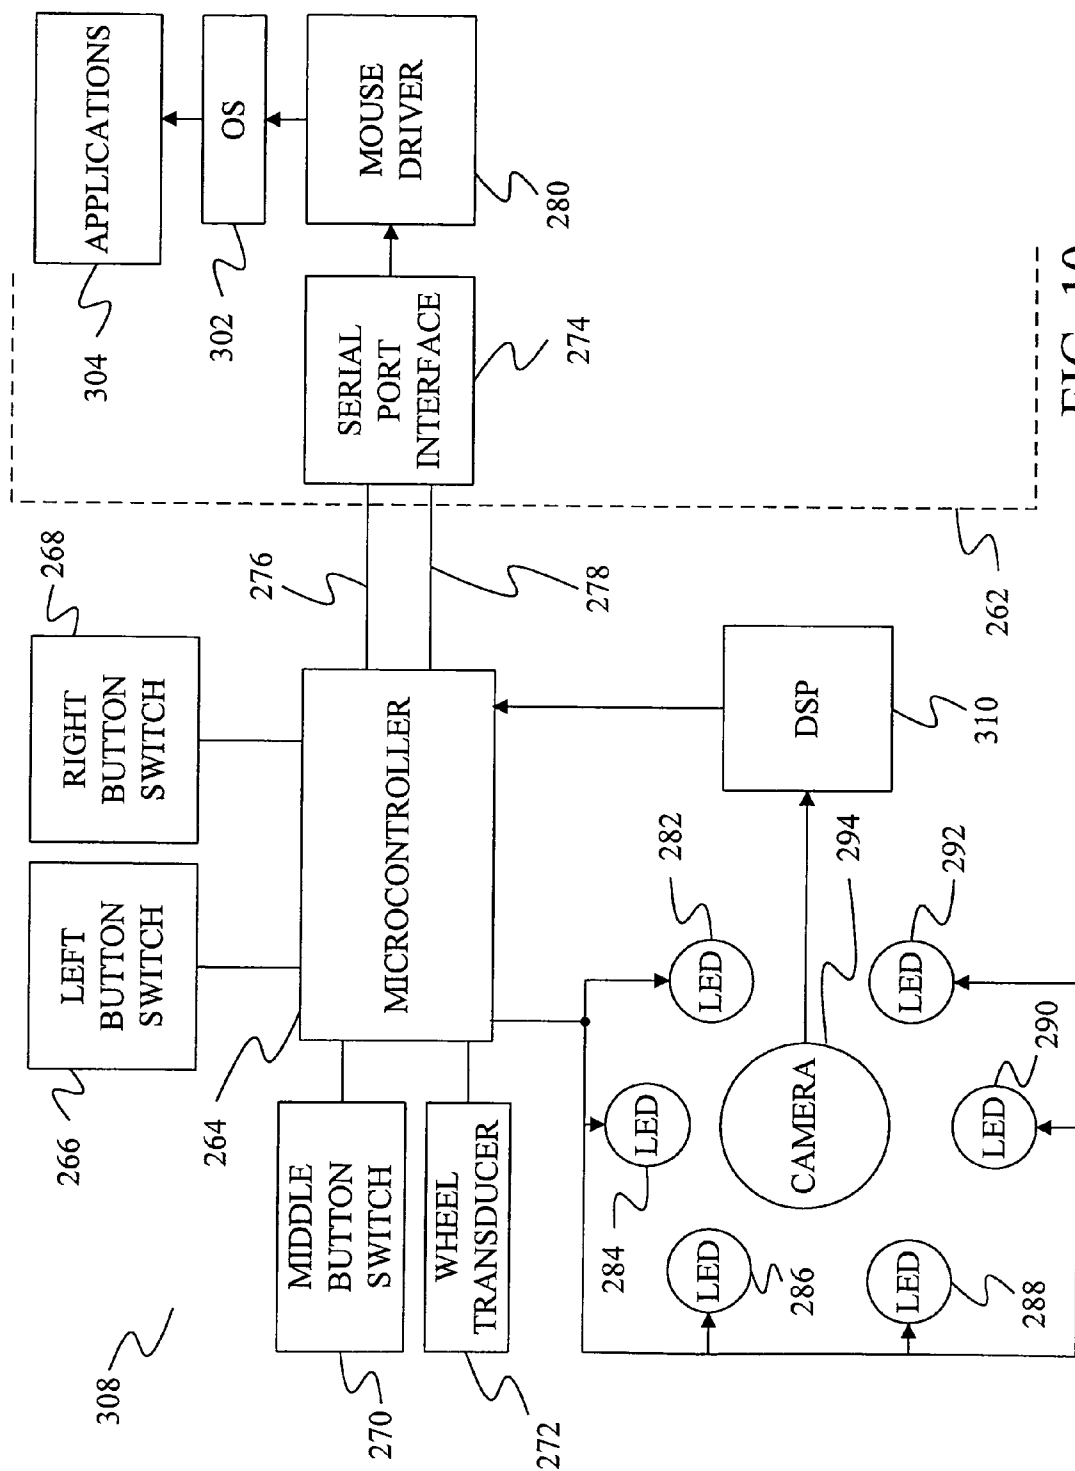 308
266
LEFT
BUTTON
SWITCH
RIGHT
BUTTON
SWITCH
268
304
APPLICATIONS
264
302
OS
270
MIDDLE
BUTTON
SWITCH
276
SERIAL
PORT
INTERFACE
MOUSE
DRIVER
MICROCONTROLLER
272
WHEEL
TRANSDUCER
278
274
280
284
LED
282
LED
286
LED
CAMERA
294
DSP
310
262
288
LED
290
LED
292
LED
FIG.